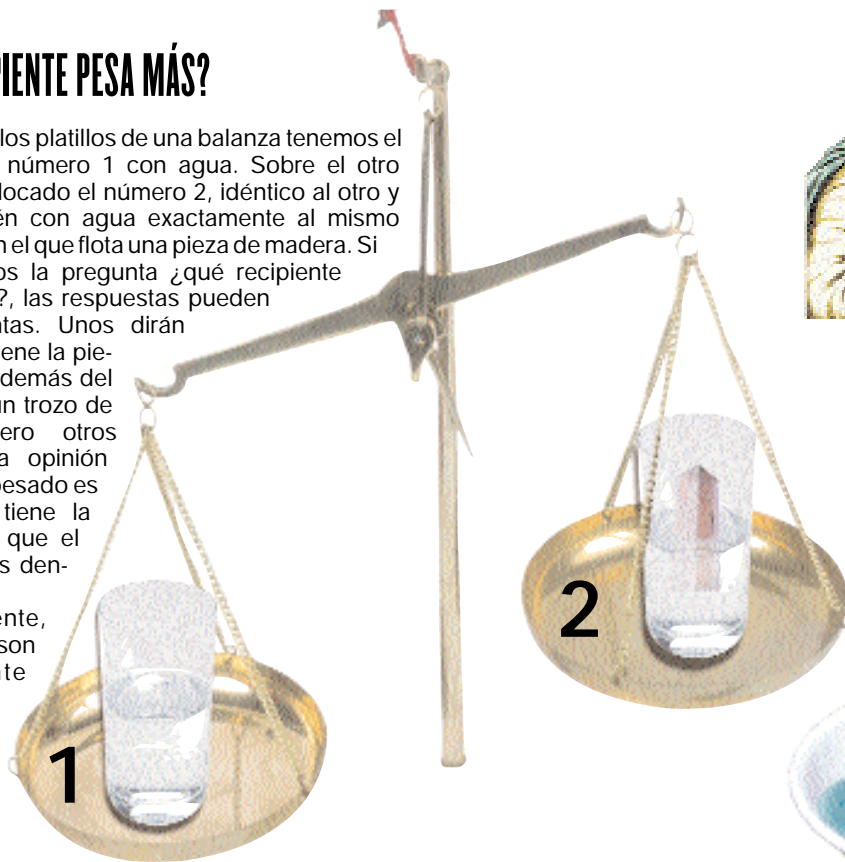 PIENTE PESA MÁS?
los platillos de una balanza tenemos el
número 1 con agua. Sobre el otro
locado el número 2, idéntico al otro y
én con agua exactamente al mismo
n el que flota una pieza de madera. Si
os la pregunta ¿qué recipiente
?, las respuestas pueden
tas. Unos dirán
ene la pie-
demás del
un trozo de
ero otros
a opinión
pesado es
tiene la
que el
s den-
nte,
son
te
1
2